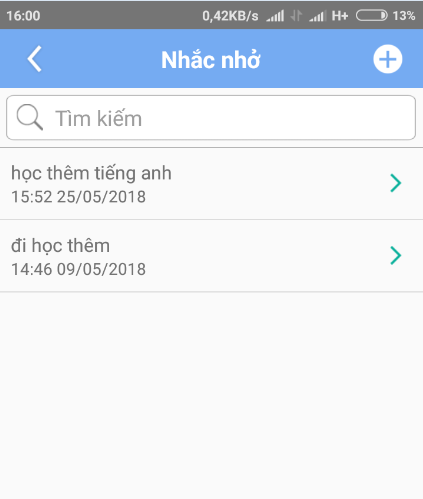 16:00 0,42KB/s H+ 13%
Nhắc nhở
Tìm kiếm
học thêm tiếng anh
15:52 25/05/2018
đi học thêm
14:46 09/05/2018